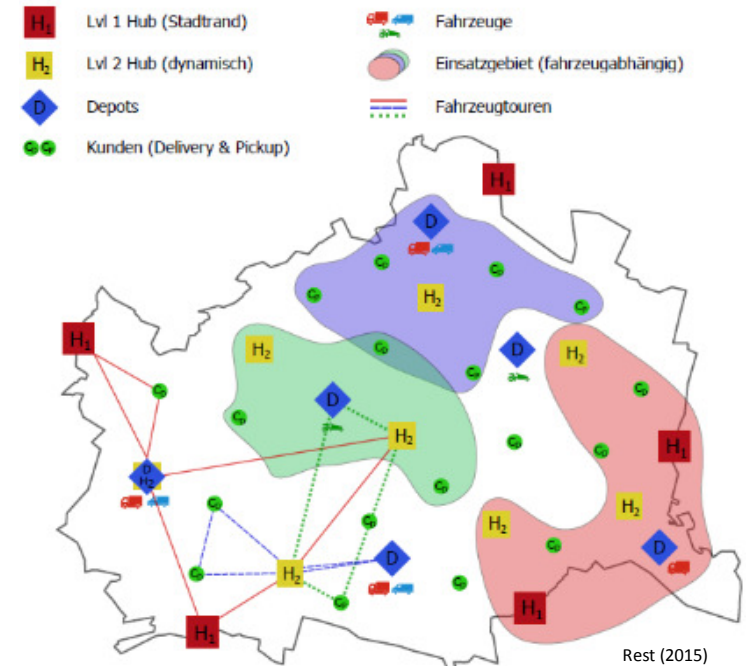 H₁ Lvl 1 Hub (Stadtrand)
Fahrzeuge
H₂ Lvl 2 Hub (dynamisch)
Einsatzgebiet (fahrzeugabhängig)
D Depots
Fahrzeugtouren
Kunden (Delivery & Pickup)
H₁
D
H₂
H₁
H₂
D
H₂
D
H₂
H₁
D
H₂
H₂
H₂
D
D
H₂
H₁
H₁
Rest (2015)